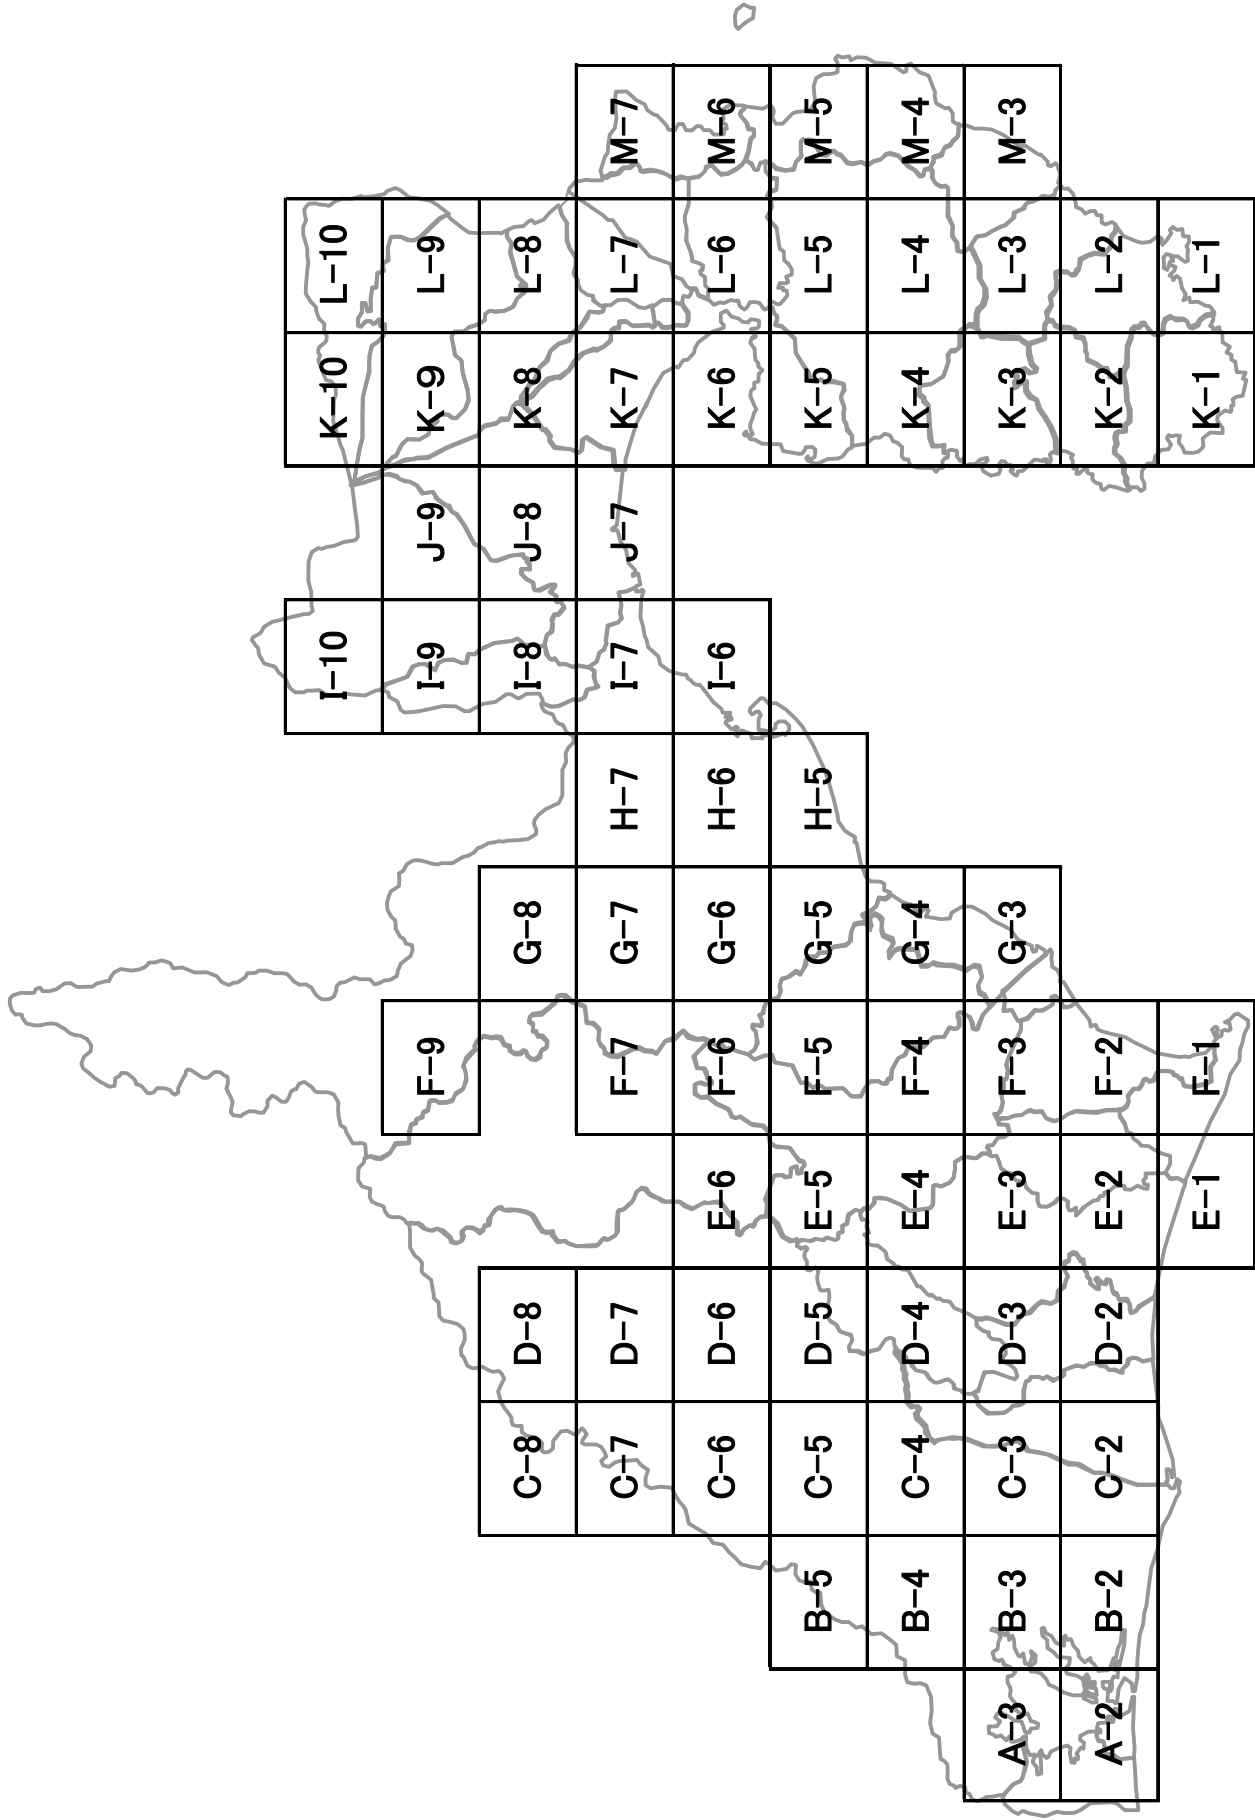 I-10 K-10 L-10
F-9 I-9 J-9 K-9 L-9
C-8 D-8 G-8 I-8 J-8 K-8 L-8
C-7 D-7 F-7 G-7 H-7 I-7 J-7 K-7 L-7 M-7
C-6 D-6 E-6 F-6 G-6 H-6 I-6 K-6 L-6 M-6
B-5 C-5 D-5 E-5 F-5 G-5 H-5 K-5 L-5 M-5
B-4 C-4 D-4 E-4 F-4 G-4 K-4 L-4 M-4
A-3 B-3 C-3 D-3 E-3 F-3 G-3 K-3 L-3 M-3
A-2 B-2 C-2 D-2 E-2 F-2 K-2 L-2
E-1 F-1 K-1 L-1